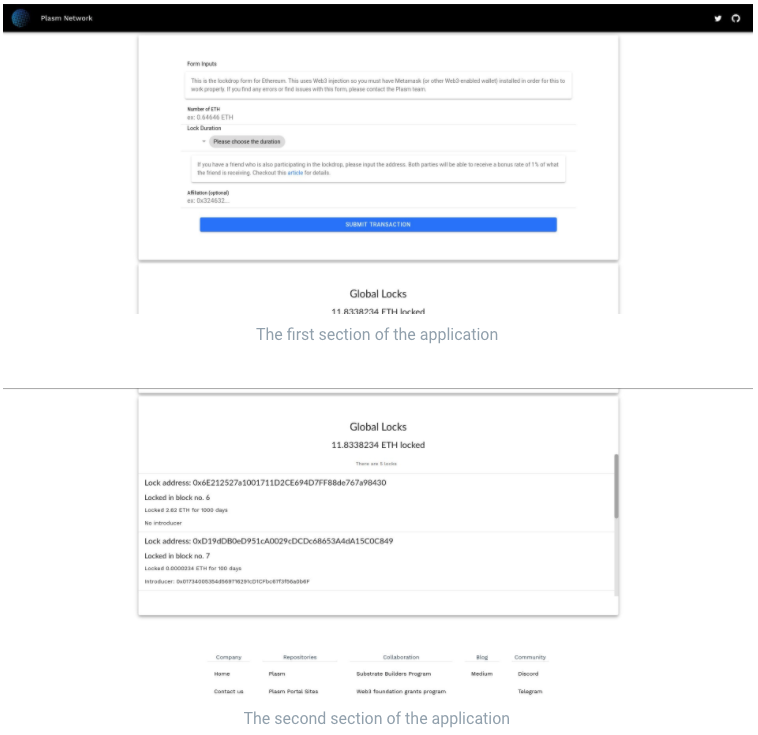 Plasm Network
Form Inputs
This is the lockdrop form for Ethereum. This uses Web3 injection so you must have Metamask (or other Web3 enabled wallet) installed in order for this to
work properly. If you find any errors or find issues with this form, please contact the Plasm team.
Number of ETH
ex: 0.64646 ETH
Lock Duration
Please choose the duration
If you have a friend who is also participating in the lockdrop, please input the address. Both parties will be able to receive a bonus rate of 1% of what
the friend is receiving. Checkout this article for details.
Affiliation (optional)
ex: 0x324632...
SUBMIT TRANSACTION
Global Locks
11.8338234 ETH locked
The first section of the application
Global Locks
11.8338234 ETH locked
There are 5 locks
Lock address: 0x6E212527a1001711D2CE694D7FF88de767a98430
Locked in block no. 6
Locked 2.62 ETH for 1000 days
No introducer
Lock address: 0xD19dDB0eD951cA0029cDCDc68653A4dA15C0C849
Locked in block no. 7
Locked 0.0000234 ETH for 100 days
Introducer:
Company Repositories Collaboration Blog Community
Home Plasm Substrate Builders Program Medium Discord
Contact us Plasm Portal Sites Web3 foundation grants program Telegram
The second section of the application